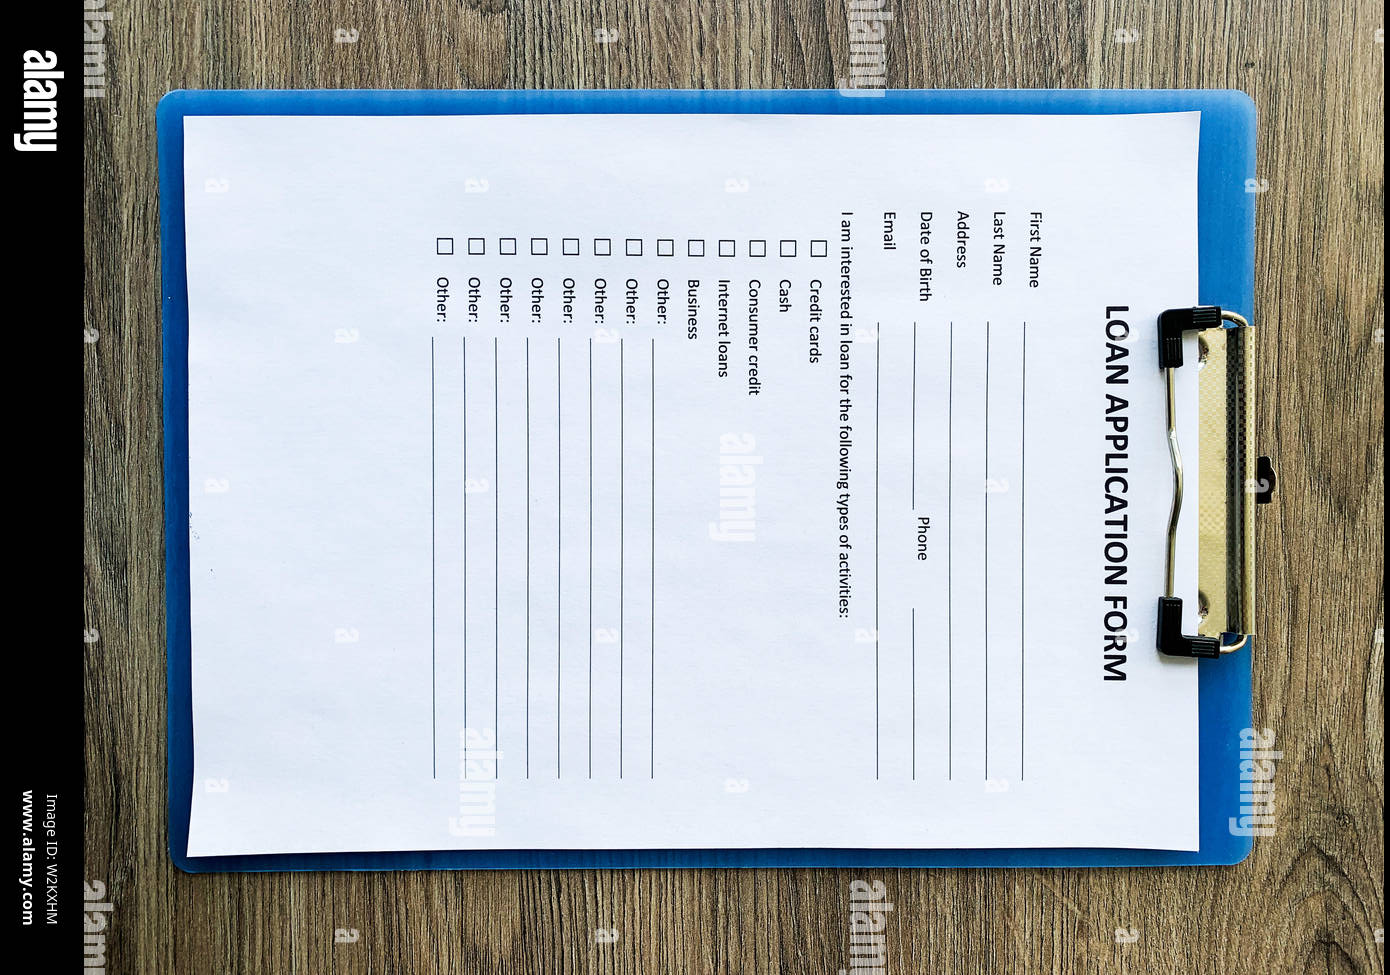 LOAN APPLICATION FORM
First Name
Last Name
Address
Date of Birth Phone
Email
I am interested in loan for the following types of activities:
Credit cards
Cash
Consumer credit
Internet loans
Business
Other:
Other:
Other:
Other:
Other:
Other:
Other:
Other:
alamy
Image ID: W2KXHM
www.alamy.com